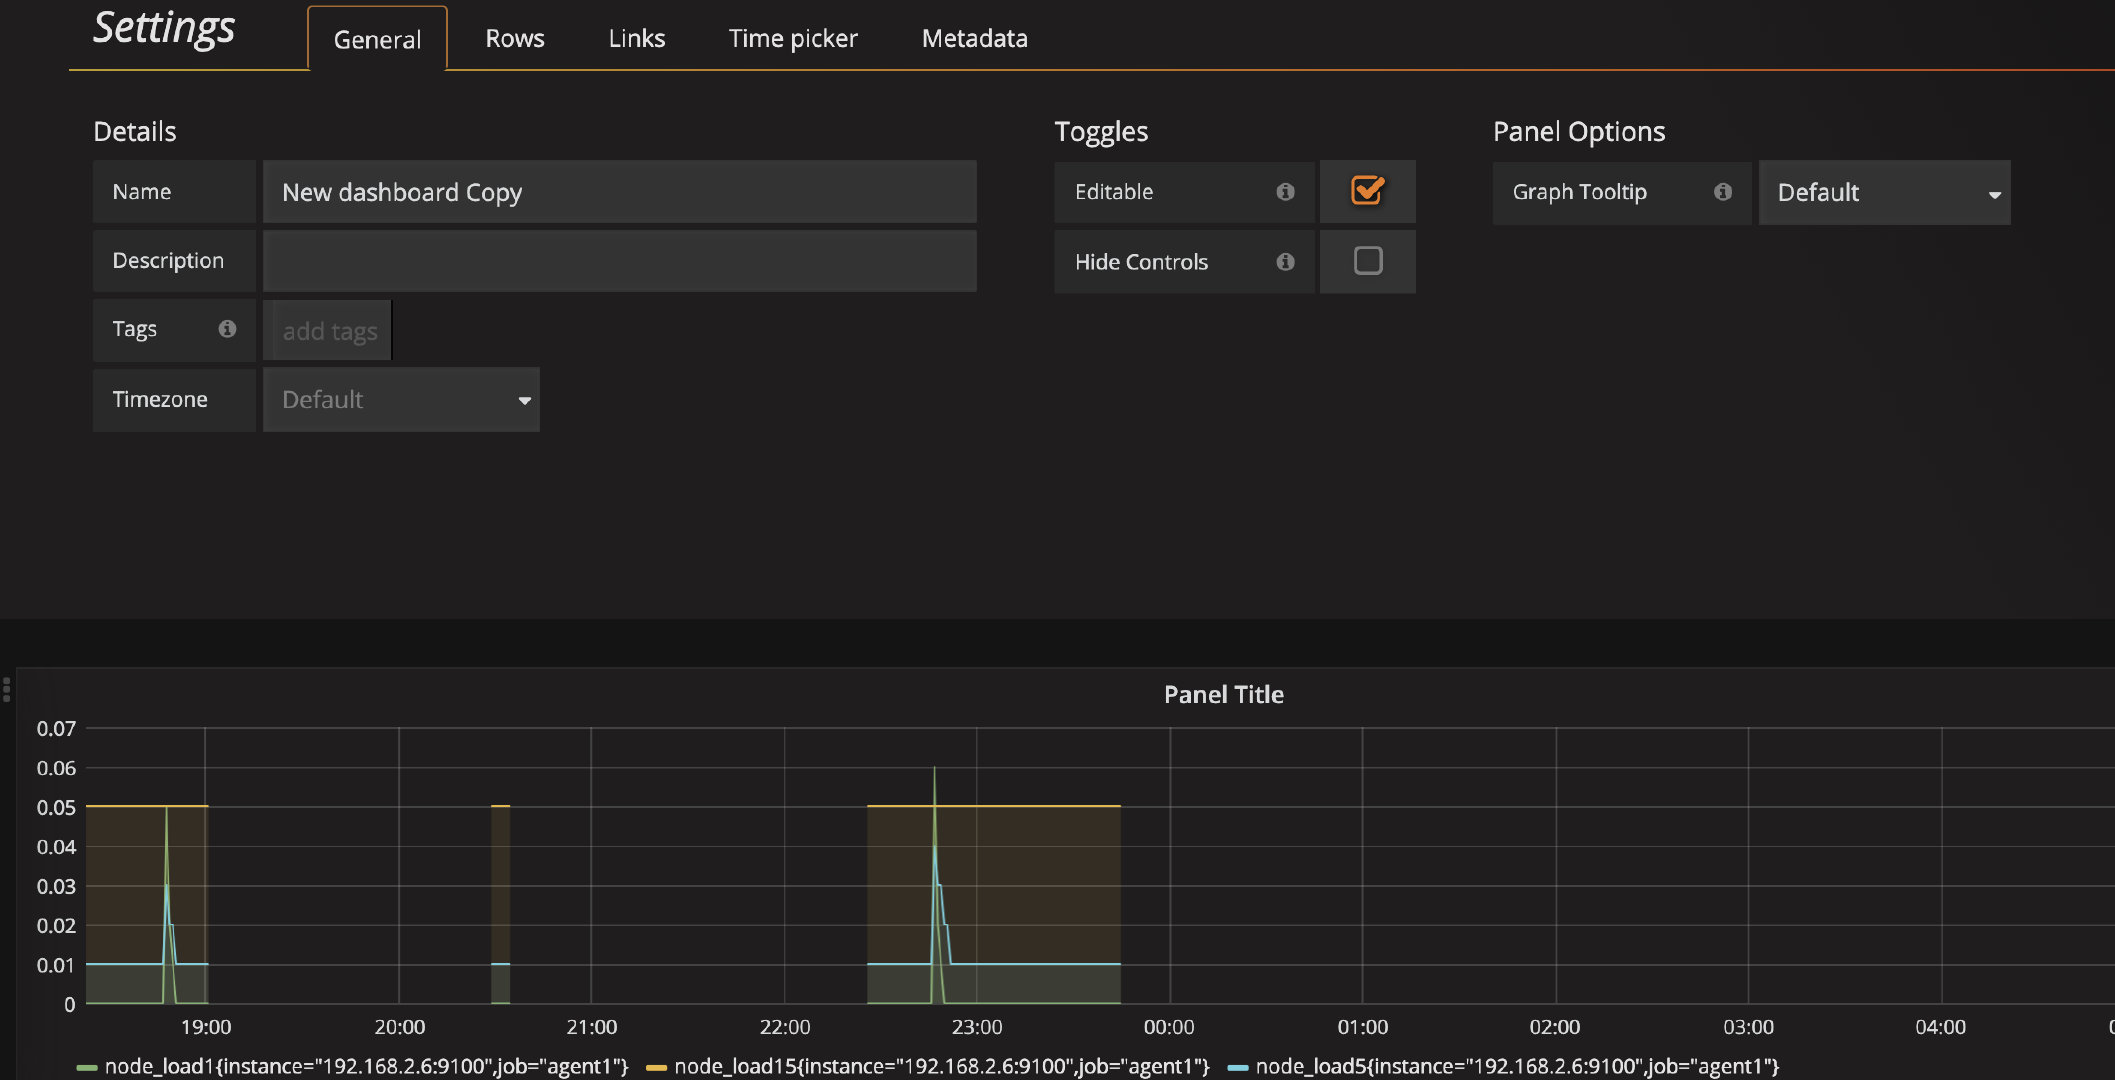 Settings General Rows Links Time picker Metadata
Details Toggles Panel Options
Name New dashboard Copy Editable Graph Tooltip Default
Description Hide Controls
Tags add tags
Timezone Default
Panel Title
0.07
0.06
0.05
0.04
0.03
0.02
0.01
0
19:00 20:00 21:00 22:00 23:00 00:00 01:00 02:00 03:00 04:00
node_load1{instance="192.168.2.6:9100",job="agent1"} node_load15{instance="192.168.2.6:9100",job="agent1"} node_load5{instance="192.168.2.6:9100",job="agent1"}